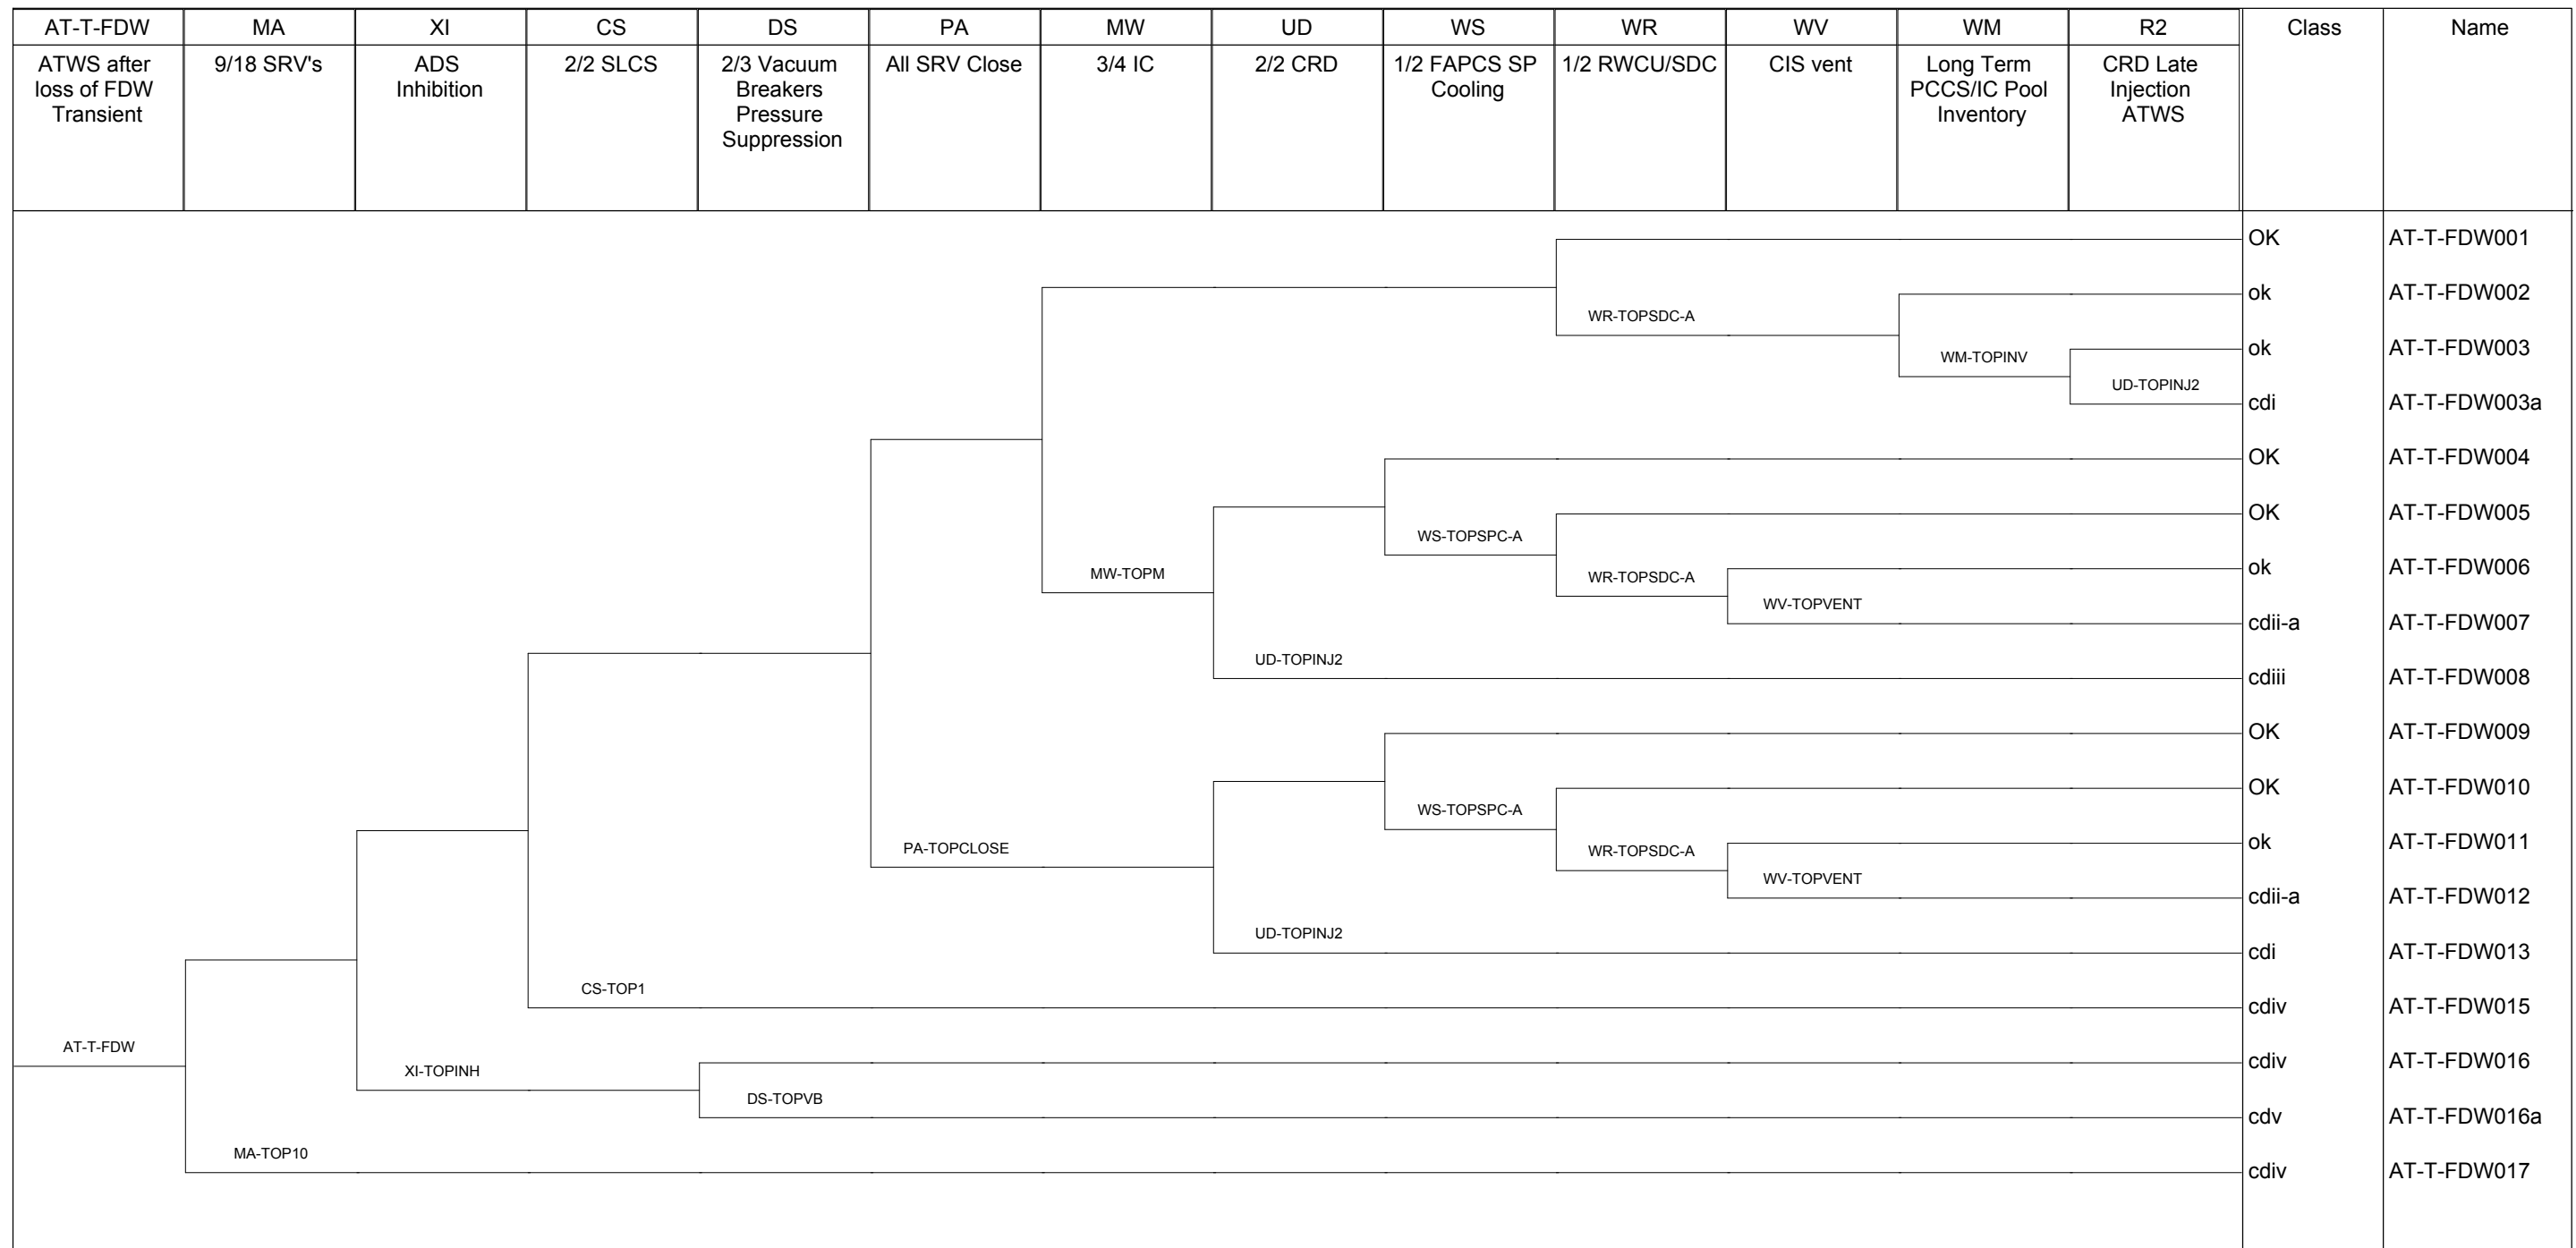 AT-T-FDW MA XI CS DS PA MW UD WS WR WV WM R2 Class Name
ATWS after 9/18 SRV's ADS 2/2 SLCS 2/3 Vacuum All SRV Close 3/4 IC 2/2 CRD 1/2 FAPCS SP 1/2 RWCU/SDC CIS vent Long Term CRD Late
loss of FDW Inhibition Breakers Cooling PCCS/IC Pool Injection
Transient Pressure Inventory ATWS
Suppression
OK AT-T-FDW001
ok AT-T-FDW002
WR-TOPSDC-A
ok AT-T-FDW003
WM-TOPINV
UD-TOPINJ2
cdi AT-T-FDW003a
OK AT-T-FDW004
OK AT-T-FDW005
WS-TOPSPC-A
ok AT-T-FDW006
MW-TOPM
WR-TOPSDC-A
WV-TOPVENT
cdii-a AT-T-FDW007
UD-TOPINJ2
cdiii AT-T-FDW008
OK AT-T-FDW009
OK AT-T-FDW010
WS-TOPSPC-A
ok AT-T-FDW011
PA-TOPCLOSE
WR-TOPSDC-A
WV-TOPVENT
cdii-a AT-T-FDW012
UD-TOPINJ2
cdi AT-T-FDW013
CS-TOP1
cdiv AT-T-FDW015
AT-T-FDW
cdiv AT-T-FDW016
XI-TOPINH
DS-TOPVB
cdv AT-T-FDW016a
MA-TOP10
cdiv AT-T-FDW017